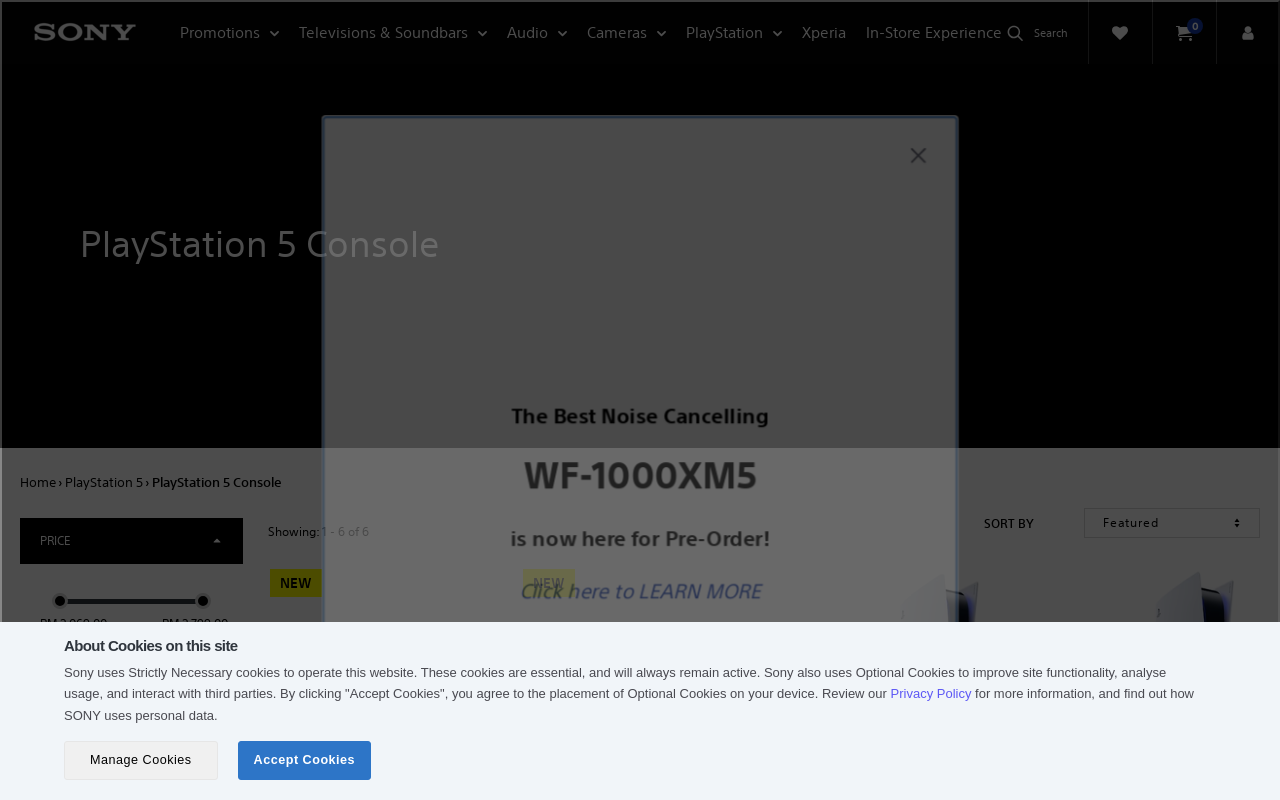 SONY
Promotions
Televisions & Soundbars
Audio
Cameras
PlayStation
Xperia
In-Store Experience
Search
0
PlayStation 5 Console
The Best Noise Cancelling
WF-1000XM5
is now here for Pre-Order!
Click here to LEARN MORE
Home › PlayStation 5 › PlayStation 5 Console
PRICE
Showing: 1 - 6 of 6
SORT BY
Featured
NEW
NEW
About Cookies on this site
Sony uses Strictly Necessary cookies to operate this website. These cookies are essential, and will always remain active. Sony also uses Optional Cookies to improve site functionality, analyse
usage, and interact with third parties. By clicking "Accept Cookies", you agree to the placement of Optional Cookies on your device. Review our Privacy Policy for more information, and find out how
SONY uses personal data.
Manage Cookies
Accept Cookies